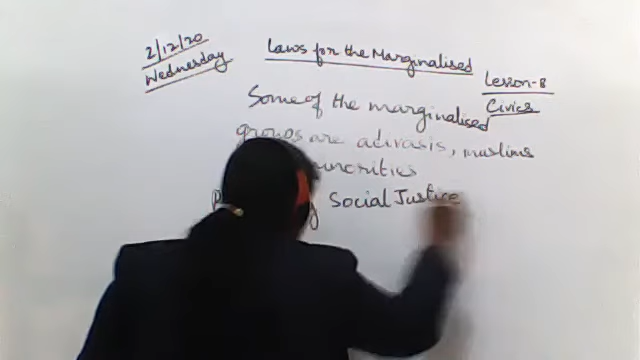 2/12/20
Wednesday
Laws for the Marginalised
Lesson-8
Civics
Some of the marginalised
groups are adivasis, muslims
minorities
Social Justice